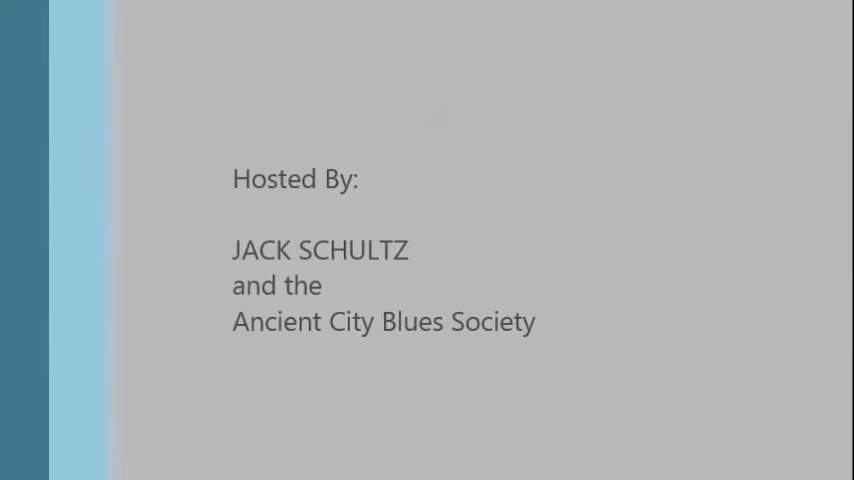 Hosted By:
JACK SCHULTZ
and the
Ancient City Blues Society